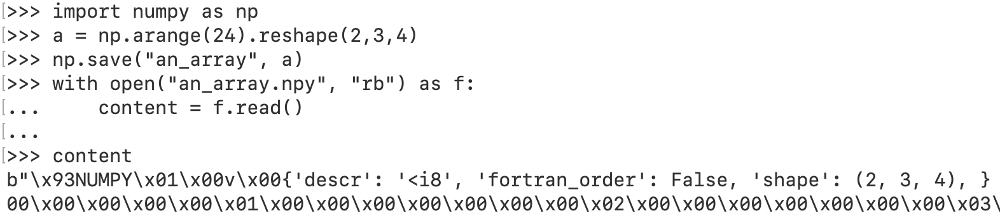 >>> import numpy as np
>>> a = np.arange(24).reshape(2,3,4)
>>> np.save("an_array", a)
>>> with open("an_array.npy", "rb") as f:
...     content = f.read()
...
>>> content
b"\x93NUMPY\x01\x00v\x00{'descr': '<i8', 'fortran_order': False, 'shape': (2, 3, 4), }
00\x00\x00\x00\x00\x01\x00\x00\x00\x00\x00\x00\x00\x02\x00\x00\x00\x00\x00\x00\x00\x03\